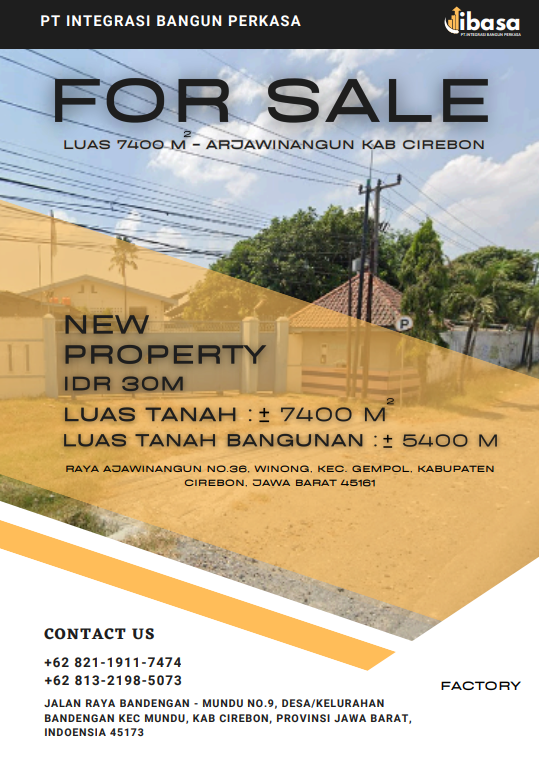 PT INTEGRASI BANGUN PERKASA
ibasa
PT INTEGRASI BANGUN PERKASA
FOR SALE
LUAS 7400 M² - ARJAWINANGUN KAB CIREBON
P
NEW
PROPERTY
IDR 30M
LUAS TANAH : ± 7400 M²
LUAS TANAH BANGUNAN : ± 5400 M
RAYA AJAWINANGUN NO.36, WINONG, KEC. GEMPOL, KABUPATEN
CIREBON, JAWA BARAT 45161
CONTACT US
+62 821-1911-7474
+62 813-2198-5073
FACTORY
JALAN RAYA BANDENGAN - MUNDU NO.9, DESA/KELURAHAN
BANDENGAN KEC MUNDU, KAB CIREBON, PROVINSI JAWA BARAT,
INDOENSIA 45173